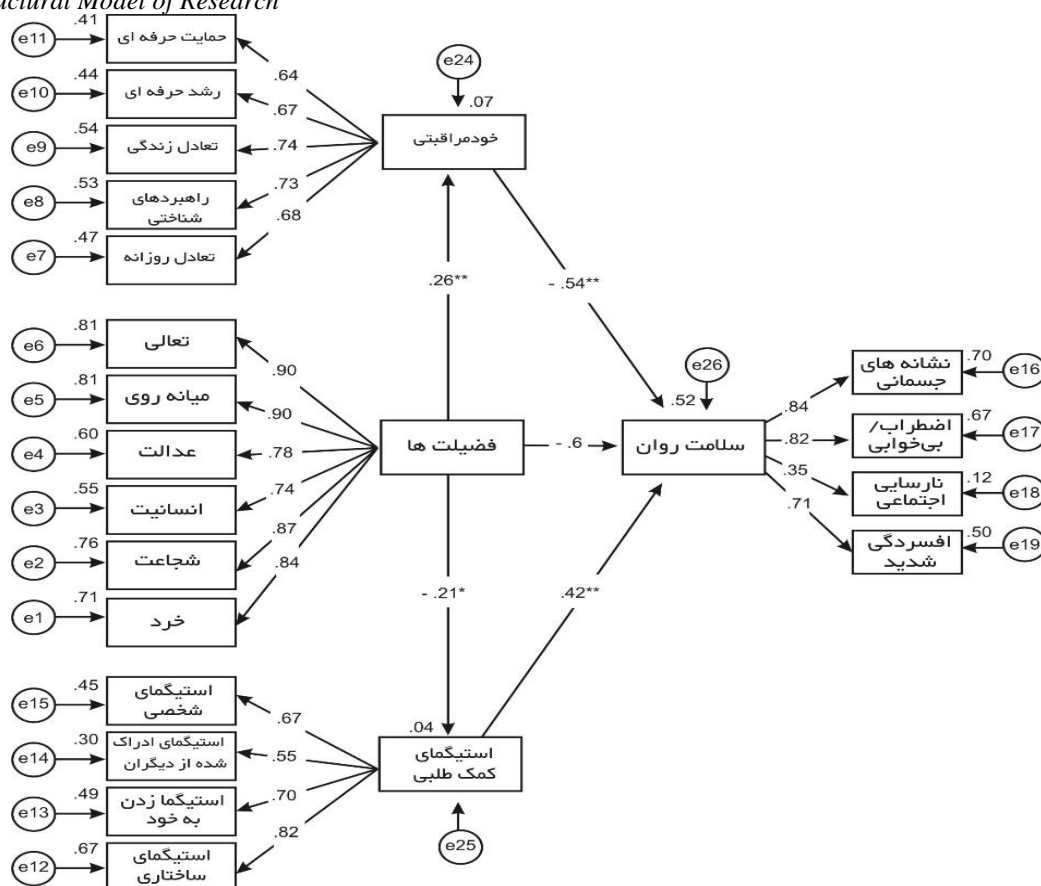 uctural Model of Research
e11
.41
حمایت حرفه ای
.64
e10
.44
رشد حرفه ای
.67
e9
.54
تعادل زندگی
.74
e8
.53
راهبردهای
شناختی
.73
e7
.47
تعادل روزانه
.68
e24
.07
خودمراقبتی
.26**
- .54**
e6
.81
تعالی
.90
e5
.81
میانه روی
.90
e4
.60
عدالت
.78
e3
.55
انسانیت
.74
e2
.76
شجاعت
.87
e1
.71
خرد
.84
فضیلت ها
- .6
e26
.52
سلامت روان
.84
نشانه های
جسمانی
.70
e16
.82
اضطراب/
بی‌خوابی
.67
e17
.35
نارسایی
اجتماعی
.12
e18
.71
افسردگی
شدید
.50
e19
- .21*
.42**
e15
.45
استیگمای
شخصی
.67
e14
.30
استیگمای ادراک
شده از دیگران
.55
e13
.49
استیگما زدن
به خود
.70
e12
.67
استیگمای
ساختاری
.82
.04
استیگمای
کمک طلبی
e25